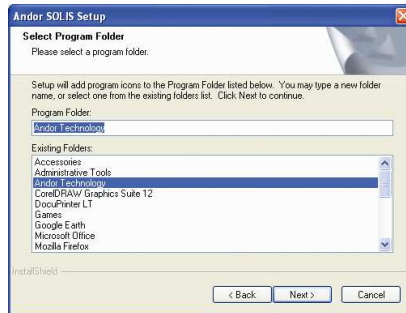 Andor SOLIS Setup
Select Program Folder
Please select a program folder.
Setup will add program icons to the Program Folder listed below. You may type a new folder
name, or select one from the existing folders list. Click Next to continue.
Program Folder:
Andor Technology
Existing Folders:
Accessories
Administrative Tools
Andor Technology
CorelDRAW Graphics Suite 12
DocuPrinter LT
Games
Google Earth
Microsoft Office
Mozilla Firefox
InstallShield
< Back
Next >
Cancel